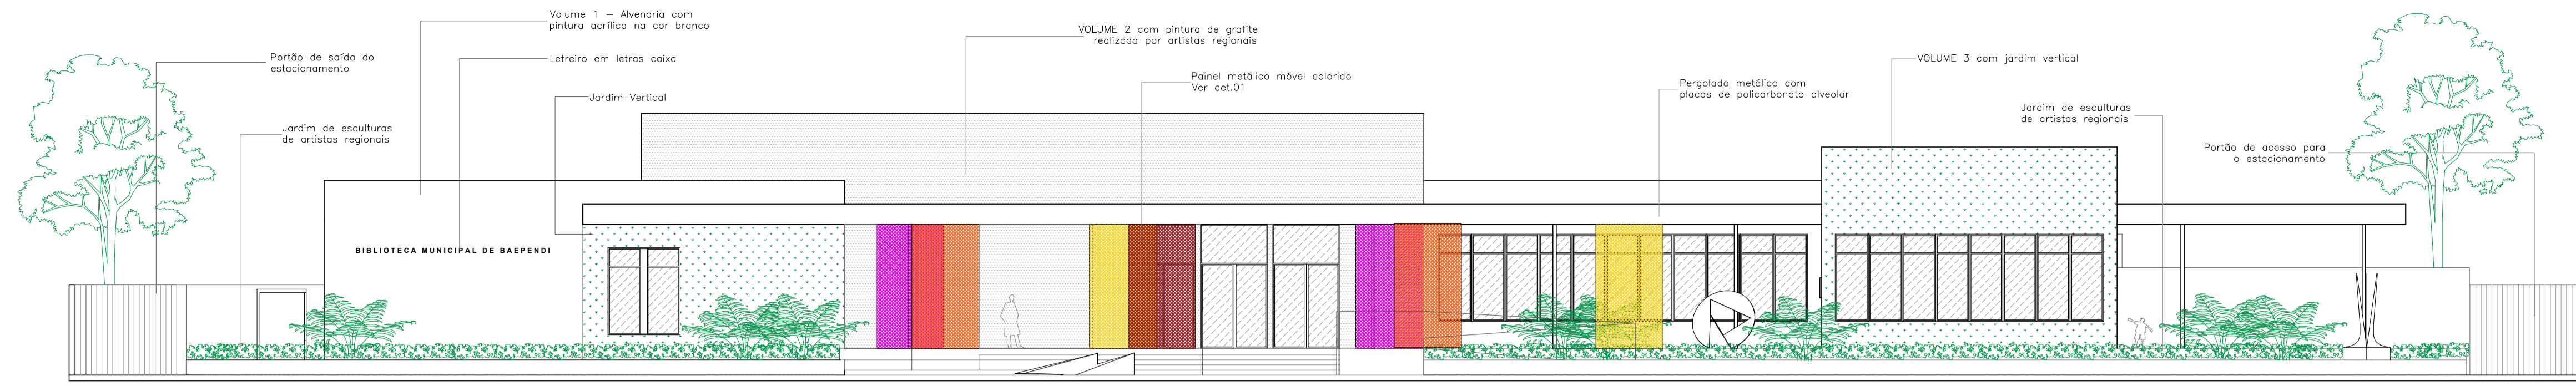 Portão de saída do
estacionamento
Jardim de esculturas
de artistas regionais
Volume 1 – Alvenaria com
pintura acrílica na cor branco
Letreiro em letras caixa
Jardim Vertical
BIBLIOTECA MUNICIPAL DE BAEPENDI
VOLUME 2 com pintura de grafite
realizada por artistas regionais
Painel metálico móvel colorido
Ver det.01
Pergolado metálico com
placas de policarbonato alveolar
VOLUME 3 com jardim vertical
Jardim de esculturas
de artistas regionais
Portão de acesso para
o estacionamento